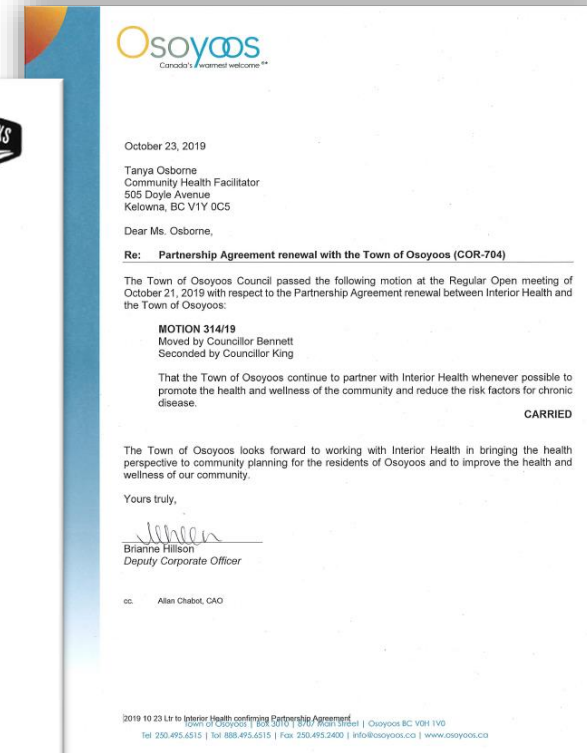 Osoyoos
Canada's warmest welcome
October 23, 2019
Tanya Osborne
Community Health Facilitator
505 Doyle Avenue
Kelowna, BC V1Y 0C5
Dear Ms. Osborne,
Re: Partnership Agreement renewal with the Town of Osoyoos (COR-704)
The Town of Osoyoos Council passed the following motion at the Regular Open meeting of
October 21, 2019 with respect to the Partnership Agreement renewal between Interior Health and
the Town of Osoyoos:
MOTION 314/19
Moved by Councillor Bennett
Seconded by Councillor King
That the Town of Osoyoos continue to partner with Interior Health whenever possible to
promote the health and wellness of the community and reduce the risk factors for chronic
disease.
CARRIED
The Town of Osoyoos looks forward to working with Interior Health in bringing the health
perspective to community planning for the residents of Osoyoos and to improve the health and
wellness of our community.
Yours truly,
Brianne Hillson
Deputy Corporate Officer
cc. Allan Chabot, CAO
2019 10 23 Ltr to Interior Health confirming Partnership Agreement
Town of Osoyoos | Box 3010 | 8707 Main Street | Osoyoos BC V0H 1V0
Tel 250.495.6515 | Tol 888.495.6515 | Fax 250.495.2400 | info@osoyoos.ca | www.osoyoos.ca